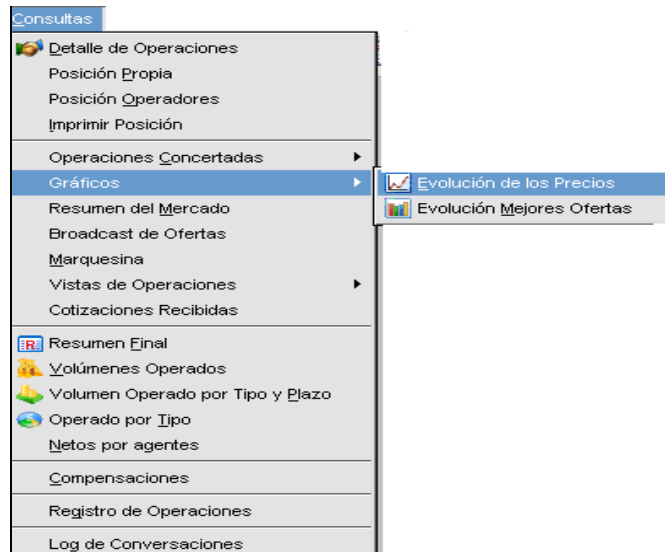 Consultas
Detalle de Operaciones
Posición Propia
Posición Operadores
Imprimir Posición
Operaciones Concertadas
Gráficos
Evolución de los Precios
Evolución Mejores Ofertas
Resumen del Mercado
Broadcast de Ofertas
Marquesina
Vistas de Operaciones
Cotizaciones Recibidas
Resumen Final
Volúmenes Operados
Volumen Operado por Tipo y Plazo
Operado por Tipo
Netos por agentes
Compensaciones
Registro de Operaciones
Log de Conversaciones